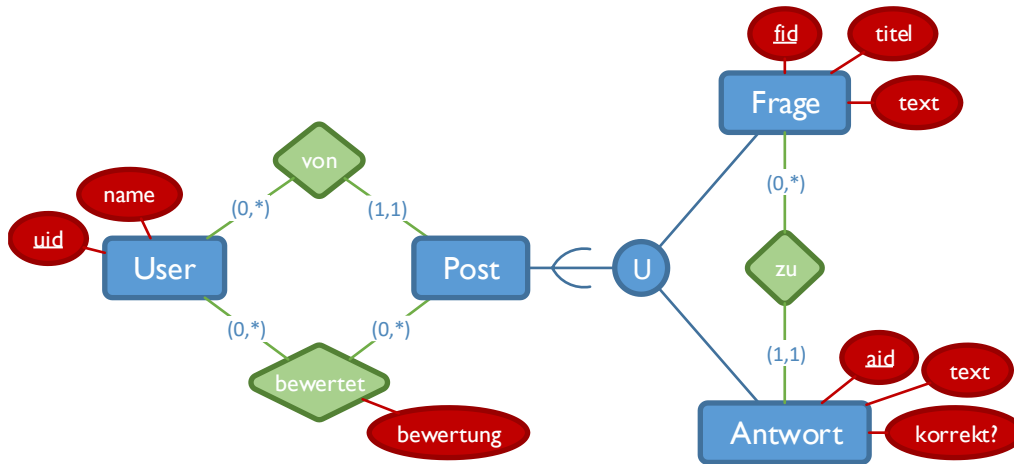 fid
titel
Frage
text
von
name
(0,*)
(1,1)
(0,*)
uid
User
Post
U
zu
(0,*)
(0,*)
(1,1)
aid
text
bewertet
bewertung
Antwort
korrekt?